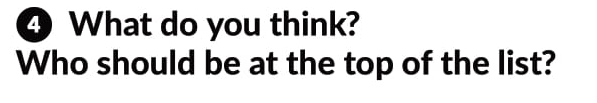 4 What do you think?
Who should be at the top of the list?